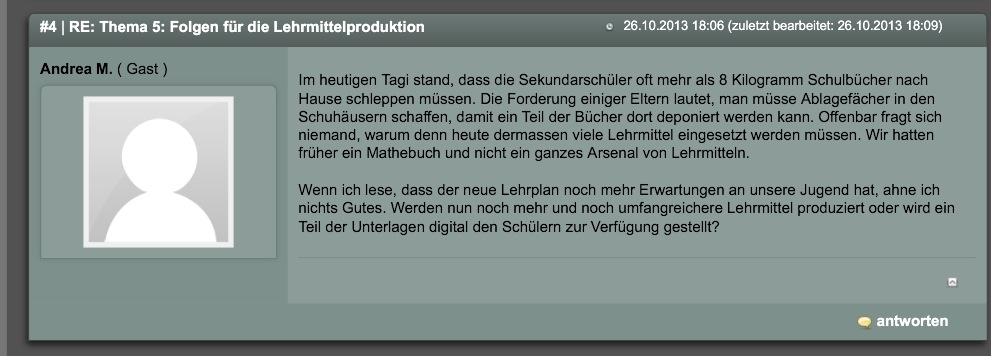 #4 | RE: Thema 5: Folgen für die Lehrmittelproduktion
26.10.2013 18:06 (zuletzt bearbeitet: 26.10.2013 18:09)
Andrea M. ( Gast )
Im heutigen Tagi stand, dass die Sekundarschüler oft mehr als 8 Kilogramm Schulbücher nach
Hause schleppen müssen. Die Forderung einiger Eltern lautet, man müsse Ablagefächer in den
Schuhäusern schaffen, damit ein Teil der Bücher dort deponiert werden kann. Offenbar fragt sich
niemand, warum denn heute dermassen viele Lehrmittel eingesetzt werden müssen. Wir hatten
früher ein Mathebuch und nicht ein ganzes Arsenal von Lehrmitteln.
Wenn ich lese, dass der neue Lehrplan noch mehr Erwartungen an unsere Jugend hat, ahne ich
nichts Gutes. Werden nun noch mehr und noch umfangreichere Lehrmittel produziert oder wird ein
Teil der Unterlagen digital den Schülern zur Verfügung gestellt?
antworten